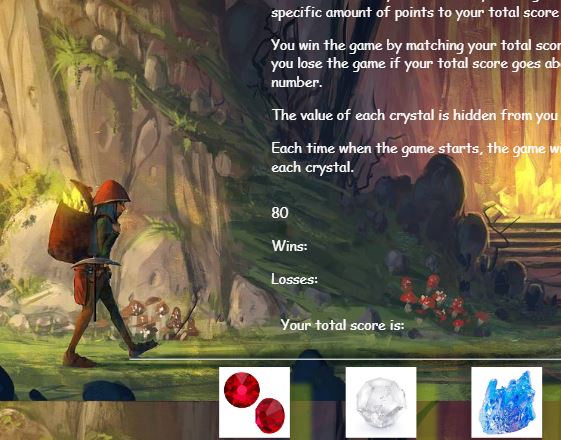 specific amount of points to your total score
You win the game by matching your total
you lose the game if your total score goes
number.
The value of each crystal is hidden from you
Each time when the game starts, the game
each crystal.
80
Wins:
Losses:
Your total score is: